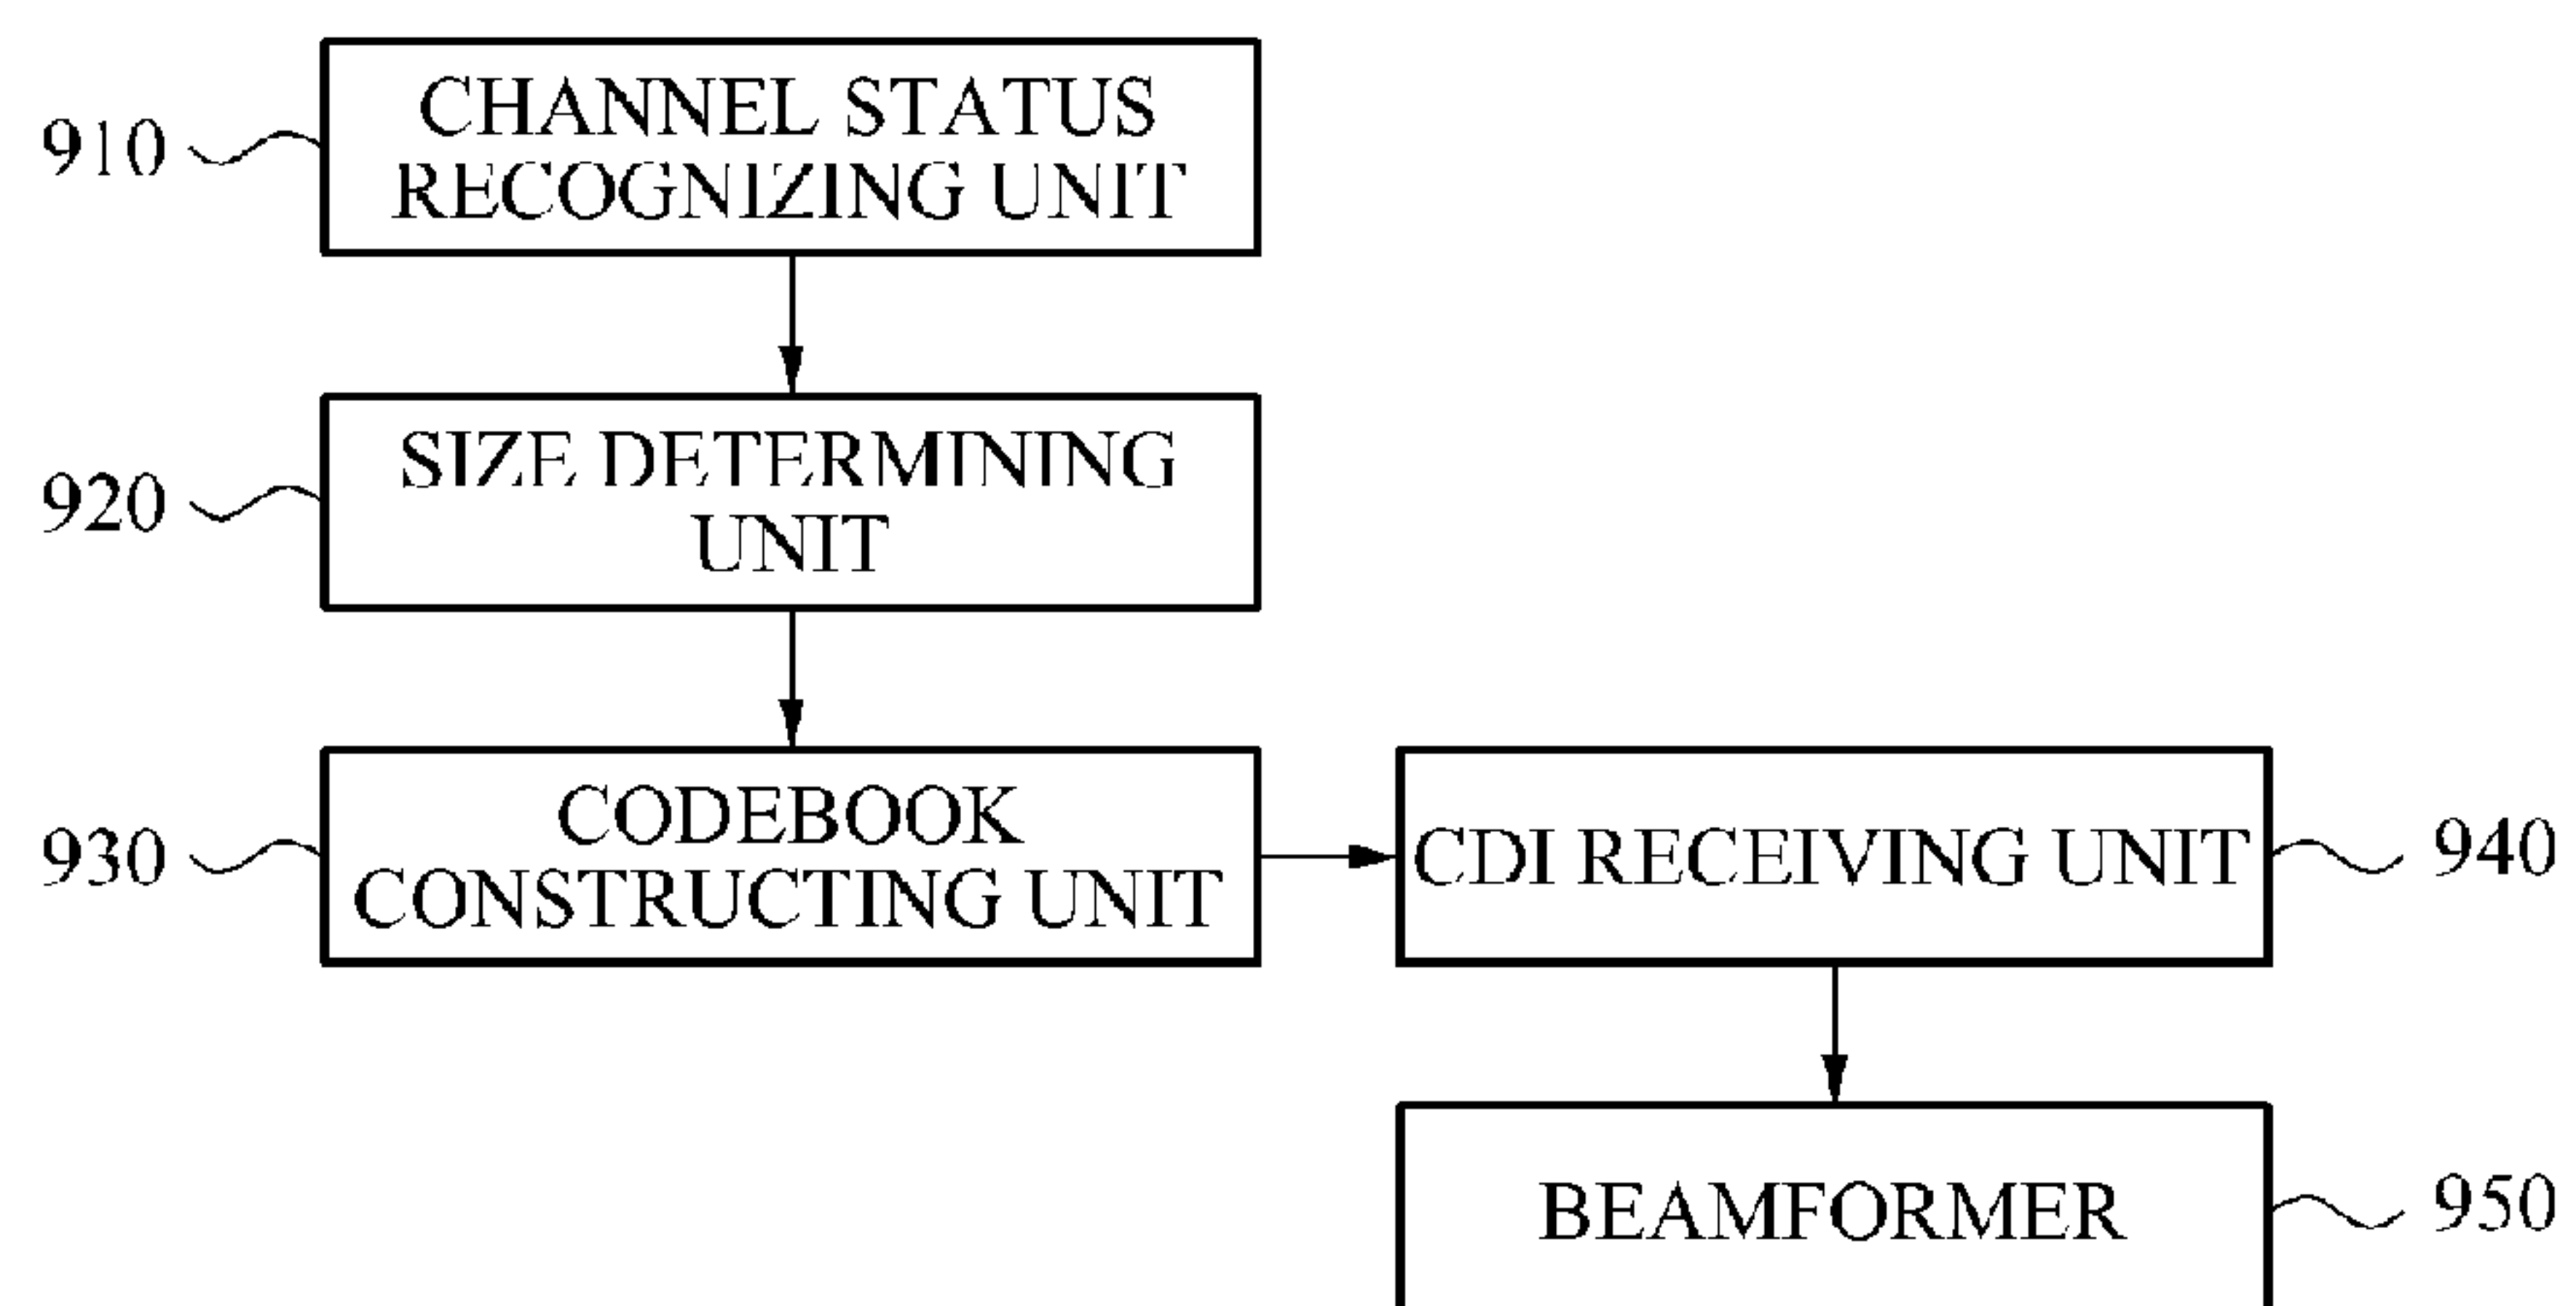 910
CHANNEL STATUS
RECOGNIZING UNIT
920
SIZE DETERMINING
UNIT
930
CODEBOOK
CONSTRUCTING UNIT
CDI RECEIVING UNIT
940
BEAMFORMER
950